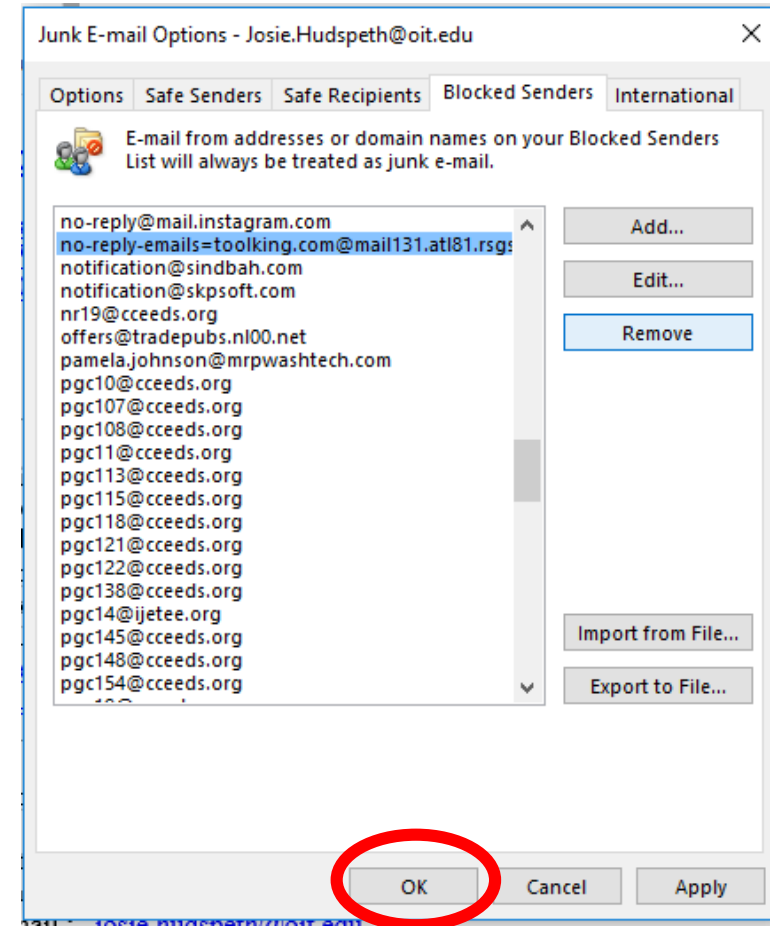 Junk E-mail Options - Josie.Hudspeth@oit.edu
Options Safe Senders Safe Recipients Blocked Senders International
E-mail from addresses or domain names on your Blocked Senders
List will always be treated as junk e-mail.
no-reply@mail.instagram.com
no-reply-emails=toolking.com@mail131.atl81.rsgs
notification@sindbah.com
notification@skpsoft.com
nr19@cceeds.org
offers@tradepubs.nl00.net
pamela.johnson@mrpwashtech.com
pgc10@cceeds.org
pgc107@cceeds.org
pgc108@cceeds.org
pgc11@cceeds.org
pgc113@cceeds.org
pgc115@cceeds.org
pgc118@cceeds.org
pgc121@cceeds.org
pgc122@cceeds.org
pgc138@cceeds.org
pgc14@ijetee.org
pgc145@cceeds.org
pgc148@cceeds.org
pgc154@cceeds.org
Add...
Edit...
Remove
Import from File...
Export to File...
OK Cancel Apply
josie.hudspeth@oit.edu